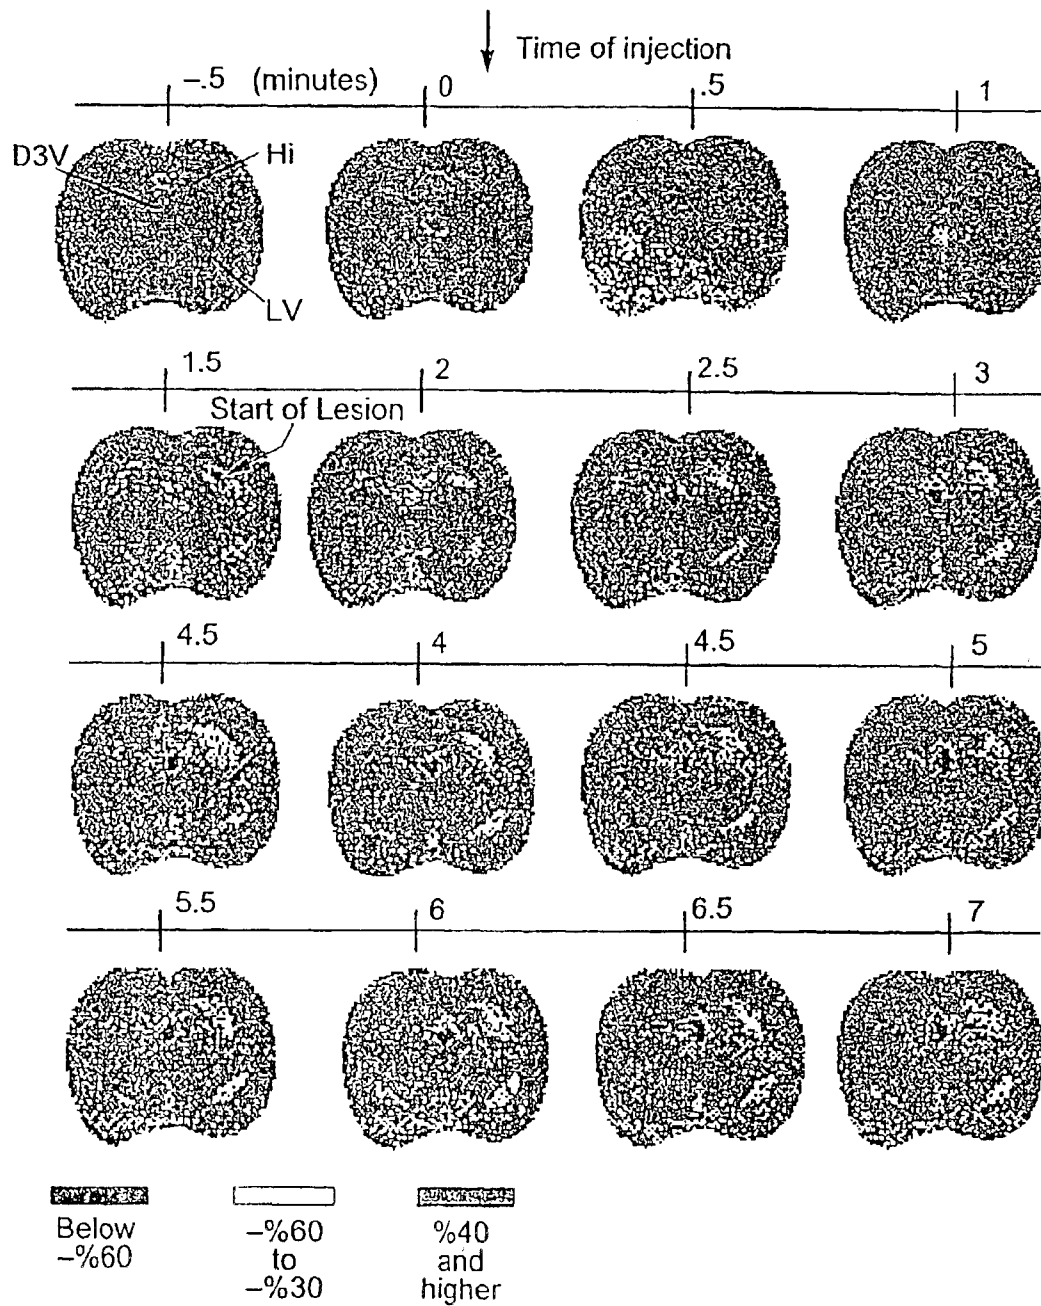 Time of injection
-.5 (minutes) 0 .5 1
D3V Hi
LV
1.5 2 2.5 3
Start of Lesion
4.5 4 4.5 5
5.5 6 6.5 7
Below
-%60
-%60
to
-%30
%40
and
higher